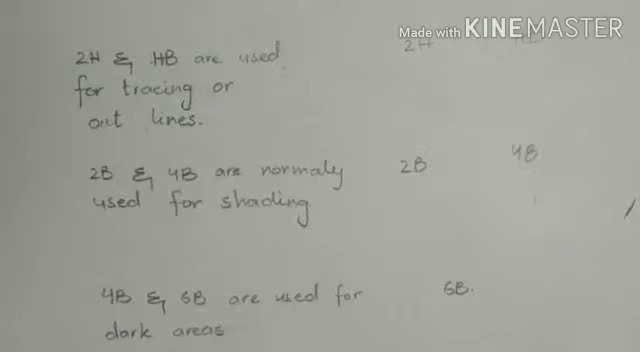 Made with KINEMASTER
2H & HB are used
for tracing or
out lines.
2H
2B & 4B are normaly
used for shading
2B
4B
4B & 6B are used for
dark areas
6B.